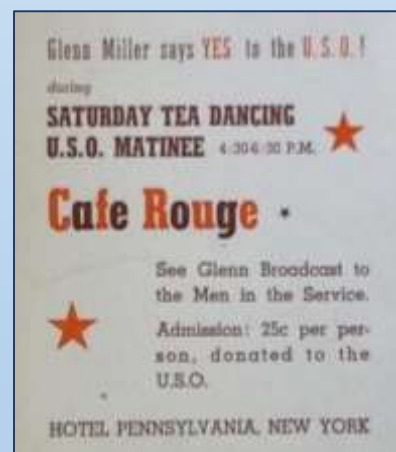 Glenn Miller says YES to the U.S.O.!
during
SATURDAY TEA DANCING
U.S.O. MATINEE 4:30-6:30 P.M.
Cafe Rouge
See Glenn Broadcast to
the Men in the Service.
Admission: 25c per per-
son, donated to the
U.S.O.
HOTEL PENNSYLVANIA, NEW YORK